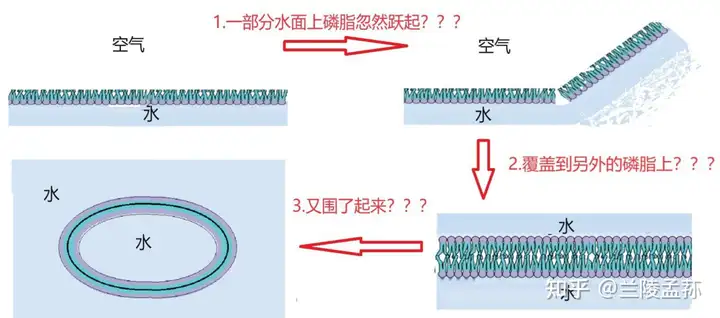 1.一部分水面上磷脂忽然跃起？？？
空气
空气
水
水
2.覆盖到另外的磷脂上？？？
水
3.又围了起来？？？
水
水
水
知乎 @兰陵孟荪